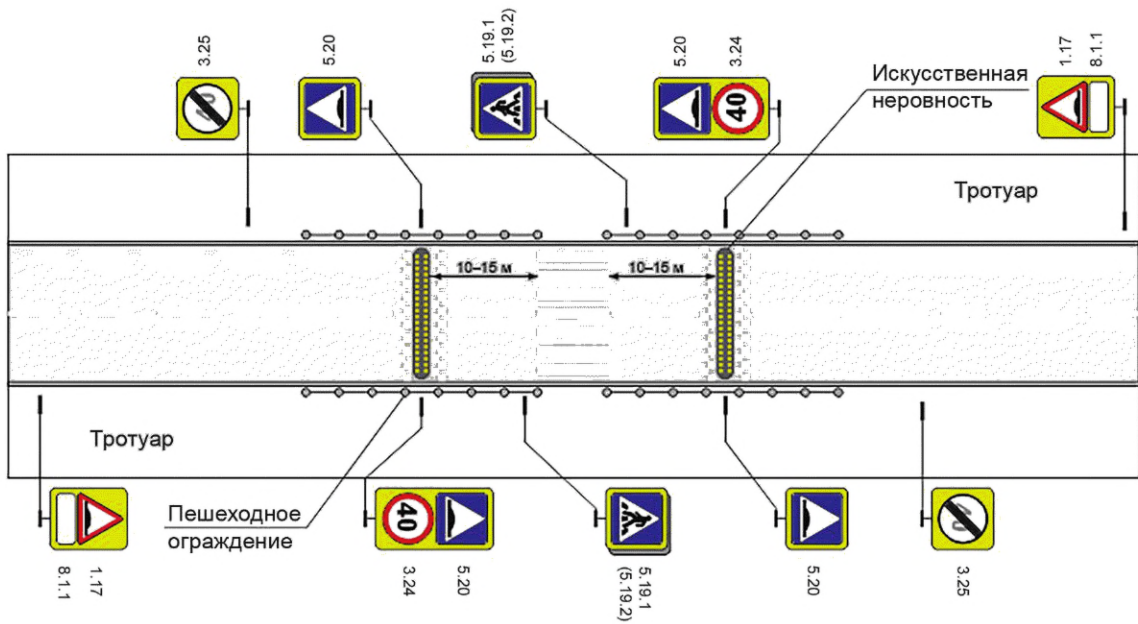 3.25
5.20
5.19.1
(5.19.2)
5.20
3.24
40
40
Искусственная
неровность
1.17
8.1.1
Тротуар
10–15 м
10–15 м
Тротуар
Пешеходное
ограждение
8.1.1
1.17
40
3.24
5.20
5.19.1
(5.19.2)
5.20
40
3.25